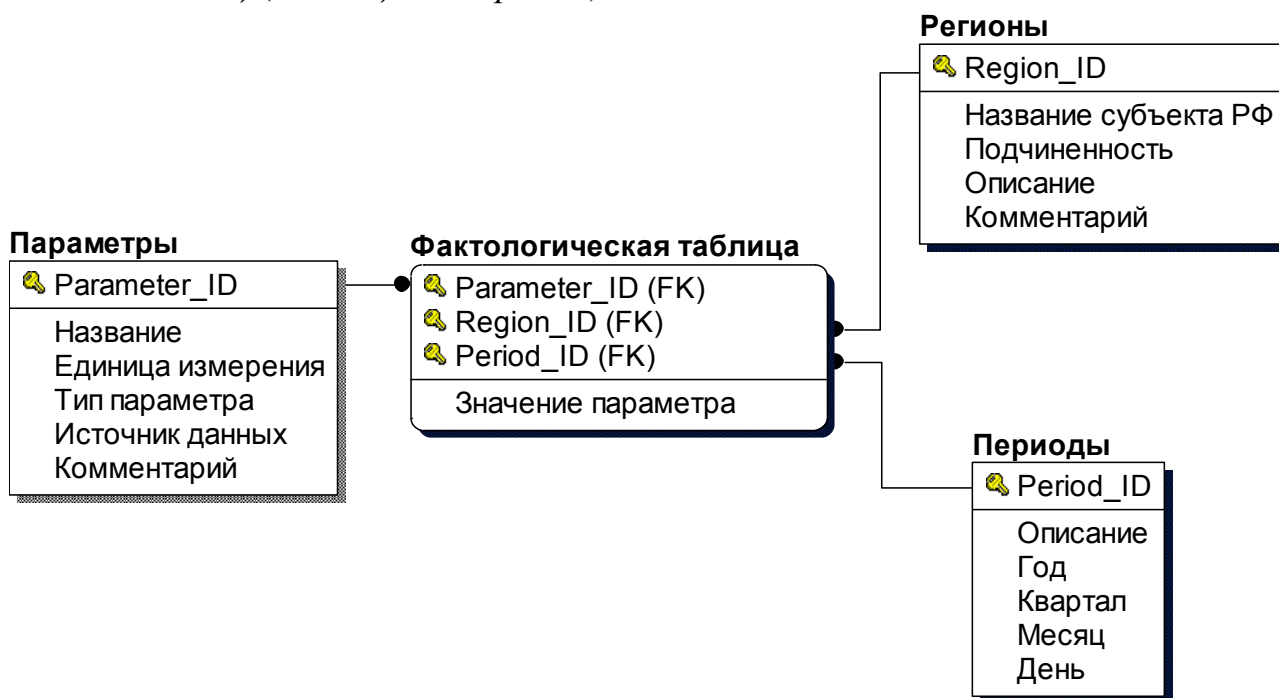 Регионы
Region_ID
Название субъекта РФ
Подчиненность
Описание
Комментарий
Параметры
Parameter_ID
Название
Единица измерения
Тип параметра
Источник данных
Комментарий
Фактологическая таблица
Parameter_ID (FK)
Region_ID (FK)
Period_ID (FK)
Значение параметра
Периоды
Period_ID
Описание
Год
Квартал
Месяц
День